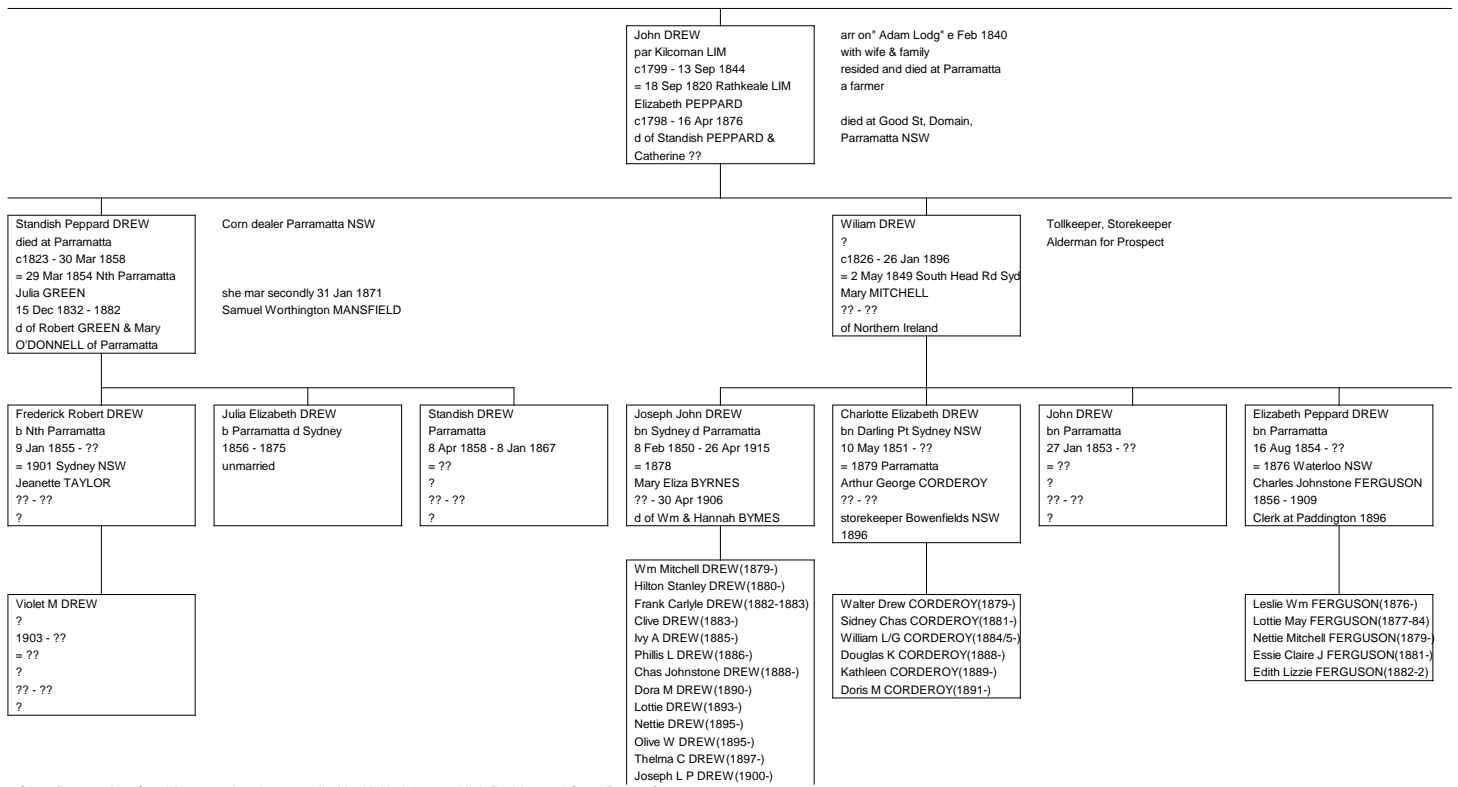 John DREW
par Kilcornan LIM
c1799 - 13 Sep 1844
= 18 Sep 1820 Rathkeale LIM
Elizabeth PEPPARD
c1798 - 16 Apr 1876
d of Standish PEPPARD &
Catherine ??
arr on" Adam Lodg" e Feb 1840
with wife & family
resided and died at Parramatta
a farmer
died at Good St, Domain,
Parramatta NSW
Standish Peppard DREW
died at Parramatta
c1823 - 30 Mar 1858
= 29 Mar 1854 Nth Parramatta
Julia GREEN
15 Dec 1832 - 1882
d of Robert GREEN & Mary
O'DONNELL of Parramatta
Corn dealer Parramatta NSW
she mar secondly 31 Jan 1871
Samuel Worthington MANSFIELD
Wiliam DREW
?
c1826 - 26 Jan 1896
= 2 May 1849 South Head Rd Syd
Mary MITCHELL
?? - ??
of Northern Ireland
Tollkeeper, Storekeeper
Alderman for Prospect
Frederick Robert DREW
b Nth Parramatta
9 Jan 1855 - ??
= 1901 Sydney NSW
Jeanette TAYLOR
?? - ??
?
Julia Elizabeth DREW
b Parramatta d Sydney
1856 - 1875
unmarried
Standish DREW
Parramatta
8 Apr 1858 - 8 Jan 1867
= ??
?
?? - ??
?
Joseph John DREW
bn Sydney d Parramatta
8 Feb 1850 - 26 Apr 1915
= 1878
Mary Eliza BYRNES
?? - 30 Apr 1906
d of Wm & Hannah BYMES
Charlotte Elizabeth DREW
bn Darling Pt Sydney NSW
10 May 1851 - ??
= 1879 Parramatta
Arthur George CORDEROY
?? - ??
storekeeper Bowenfields NSW
1896
John DREW
bn Parramatta
27 Jan 1853 - ??
= ??
?
?? - ??
?
Elizabeth Peppard DREW
bn Parramatta
16 Aug 1854 - ??
= 1876 Waterloo NSW
Charles Johnstone FERGUSON
1856 - 1909
Clerk at Paddington 1896
Violet M DREW
?
1903 - ??
= ??
?
?? - ??
?
Wm Mitchell DREW(1879-)
Hilton Stanley DREW(1880-)
Frank Carlyle DREW(1882-1883)
Clive DREW(1883-)
Ivy A DREW(1885-)
Phillis L DREW(1886-)
Chas Johnstone DREW(1888-)
Dora M DREW(1890-)
Lottie DREW(1893-)
Nettie DREW(1895-)
Olive W DREW(1895-)
Thelma C DREW(1897-)
Joseph L P DREW(1900-)
Walter Drew CORDEROY(1879-)
Sidney Chas CORDEROY(1881-)
William L/G CORDEROY(1884/5-)
Douglas K CORDEROY(1888-)
Kathleen CORDEROY(1889-)
Doris M CORDEROY(1891-)
Leslie Wm FERGUSON(1876-)
Lottie May FERGUSON(1877-84)
Nettie Mitchell FERGUSON(1879-)
Essie Claire J FERGUSON(1881-)
Edith Lizzie FERGUSON(1882-2)